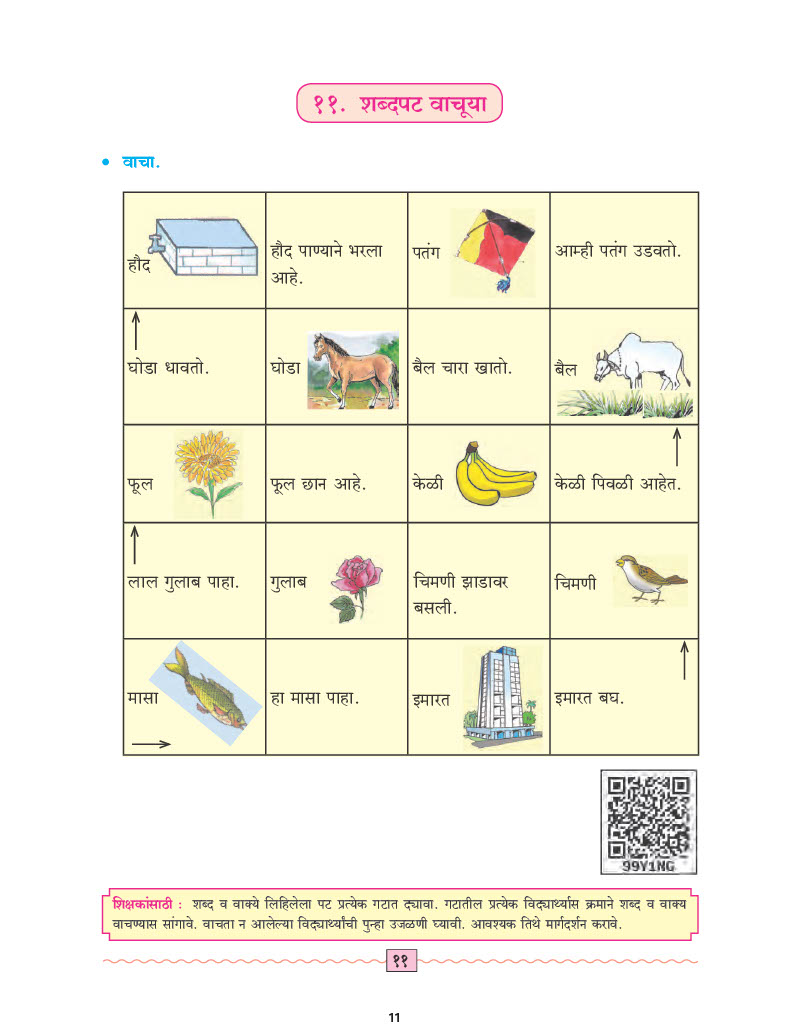 ११. शब्दपट वाचूया
• वाचा.
हौद
हौद पाण्याने भरला
आहे.
पतंग
आम्ही पतंग उडवतो.
घोडा धावतो.
घोडा
बैल चारा खातो.
बैल
फूल
फूल छान आहे.
केळी
केळी पिवळी आहेत.
लाल गुलाब पाहा.
गुलाब
चिमणी झाडावर
बसली.
चिमणी
मासा
हा मासा पाहा.
इमारत
इमारत बघ.
99Y1NG
शिक्षकांसाठी : शब्द व वाक्ये लिहिलेला पट प्रत्येक गटात द्यावा. गटातील प्रत्येक विद्यार्थ्यास क्रमाने शब्द व वाक्य
वाचण्यास सांगावे. वाचता न आलेल्या विद्यार्थ्यांची पुन्हा उजळणी घ्यावी. आवश्यक तिथे मार्गदर्शन करावे.
११
11